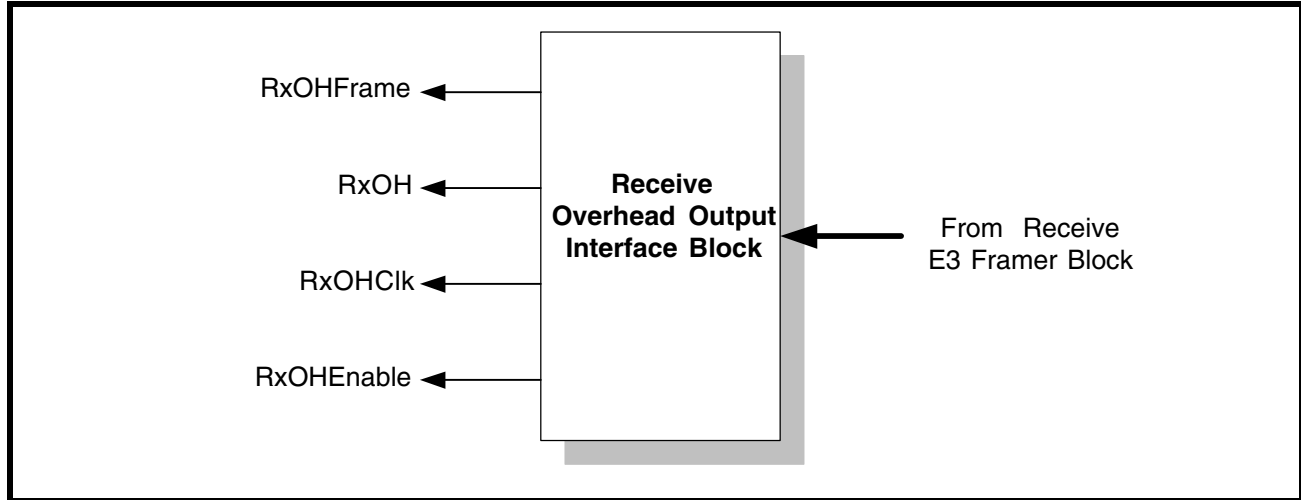 RxOHFrame
RxOH
RxOHClk
RxOHEnable
Receive
Overhead Output
Interface Block
From Receive
E3 Framer Block